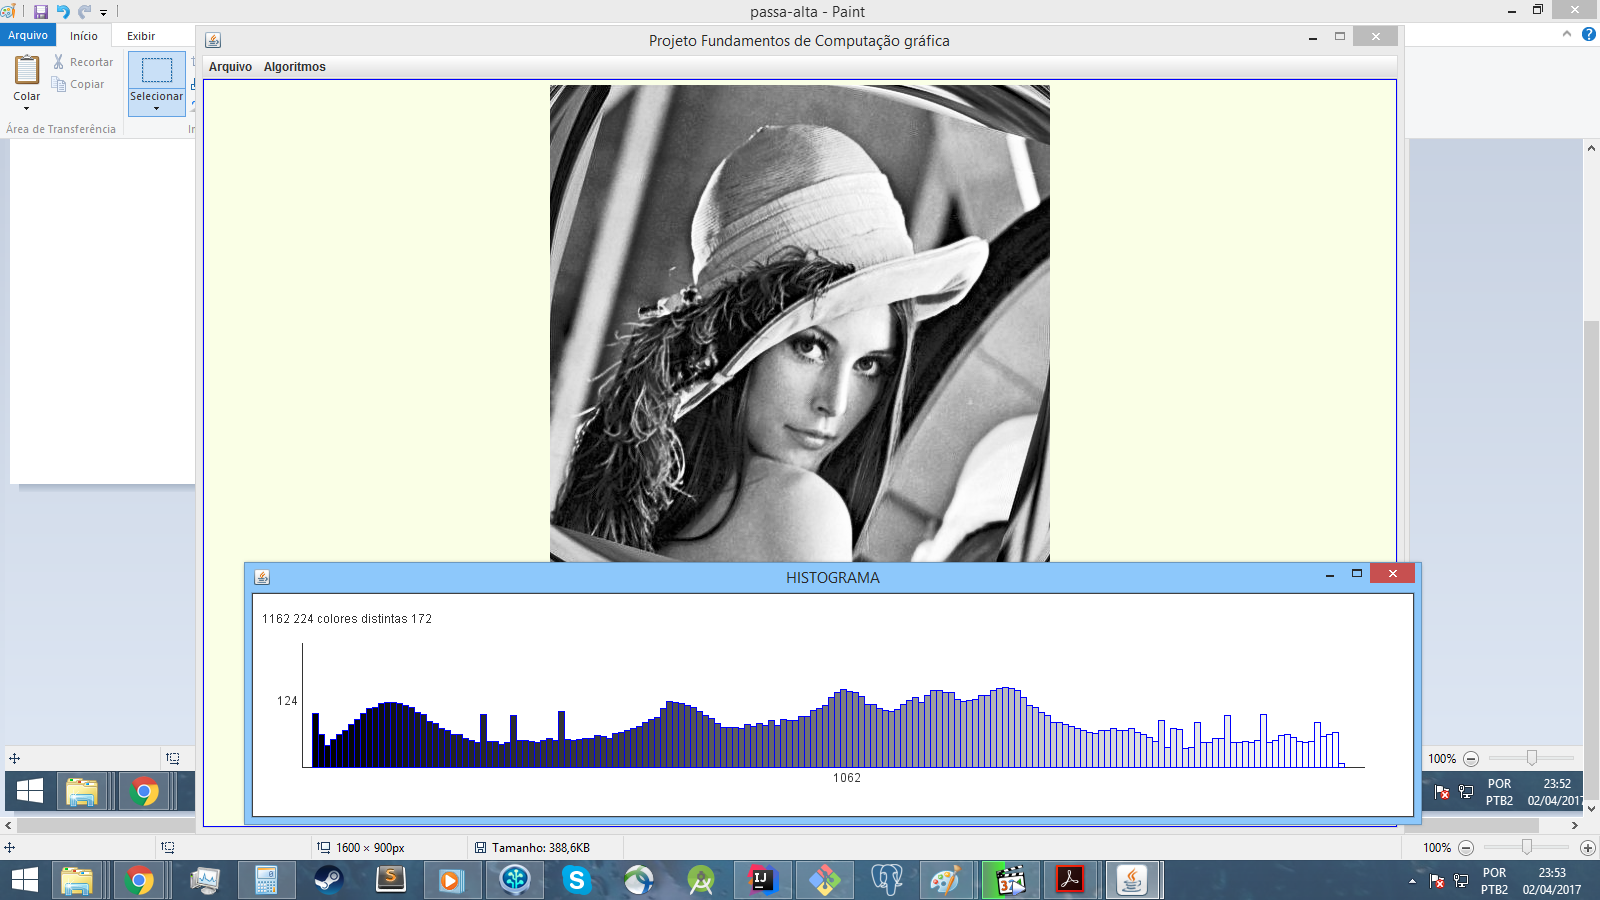 passa-alta - Paint
Arquivo
Início
Exibir
Projeto Fundamentos de Computação gráfica
Arquivo Algoritmos
Colar
Recortar
Copiar
Selecionar
Área de Transferência
HISTOGRAMA
1162 224 colores distintas 172
124
1062
100%
POR
PTB2
23:52
02/04/2017
1600 × 900px
Tamanho: 388,6KB
100%
POR
PTB2
23:53
02/04/2017